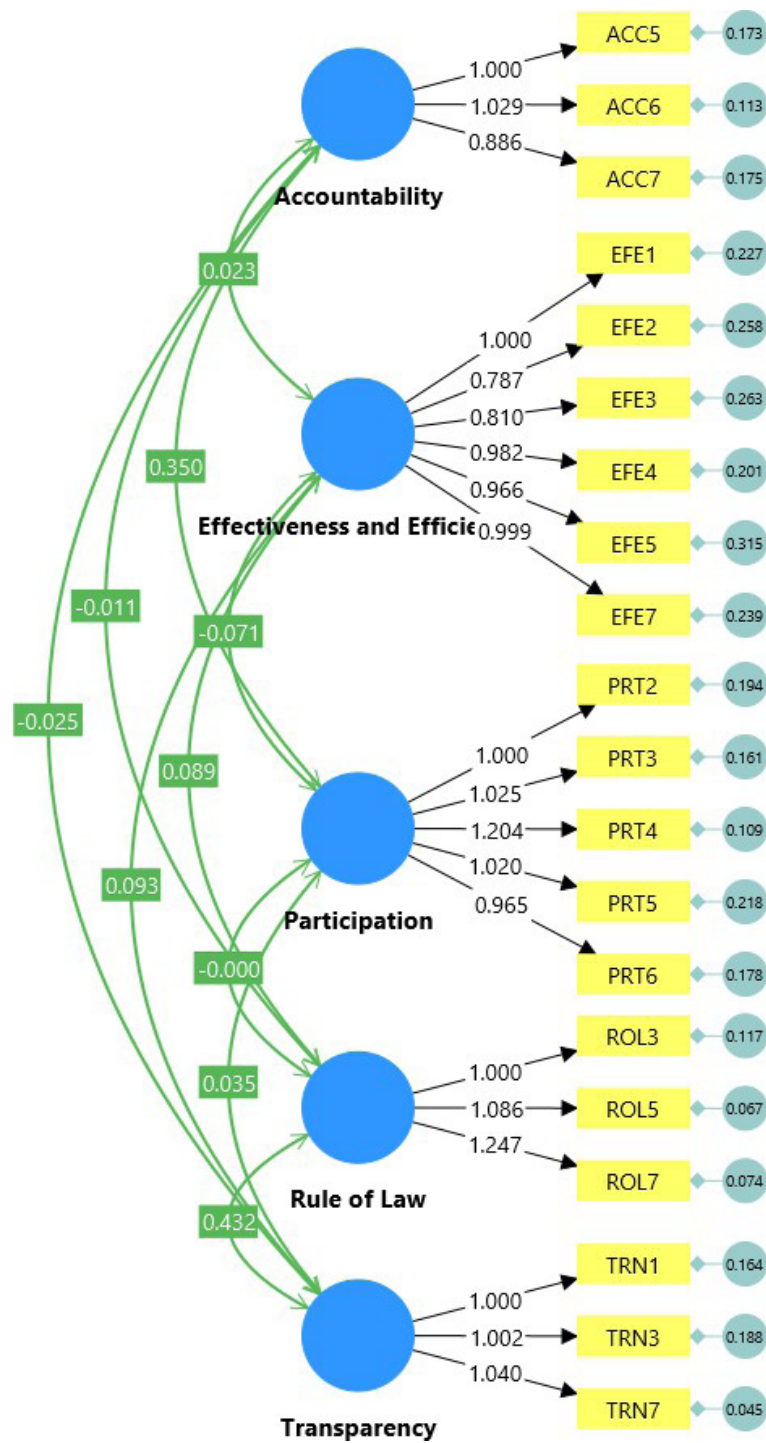 ACC5
0.173
1.000
ACC6
0.113
1.029
ACC7
0.175
0.886
Accountability
EFE1
0.227
0.023
EFE2
0.258
1.000
0.787
EFE3
0.263
0.810
0.350
EFE4
0.201
0.982
0.966
Effectiveness and Efficie
0.999
EFE5
0.315
-0.011
EFE7
0.239
-0.071
PRT2
0.194
-0.025
1.000
PRT3
0.161
0.089
1.025
PRT4
0.109
1.204
1.020
0.093
PRT5
0.218
0.965
Participation
-0.000
PRT6
0.178
ROL3
0.117
1.000
0.035
ROL5
0.067
1.086
1.247
ROL7
0.074
Rule of Law
0.432
TRN1
0.164
1.000
TRN3
0.188
1.002
1.040
TRN7
0.045
Transparency